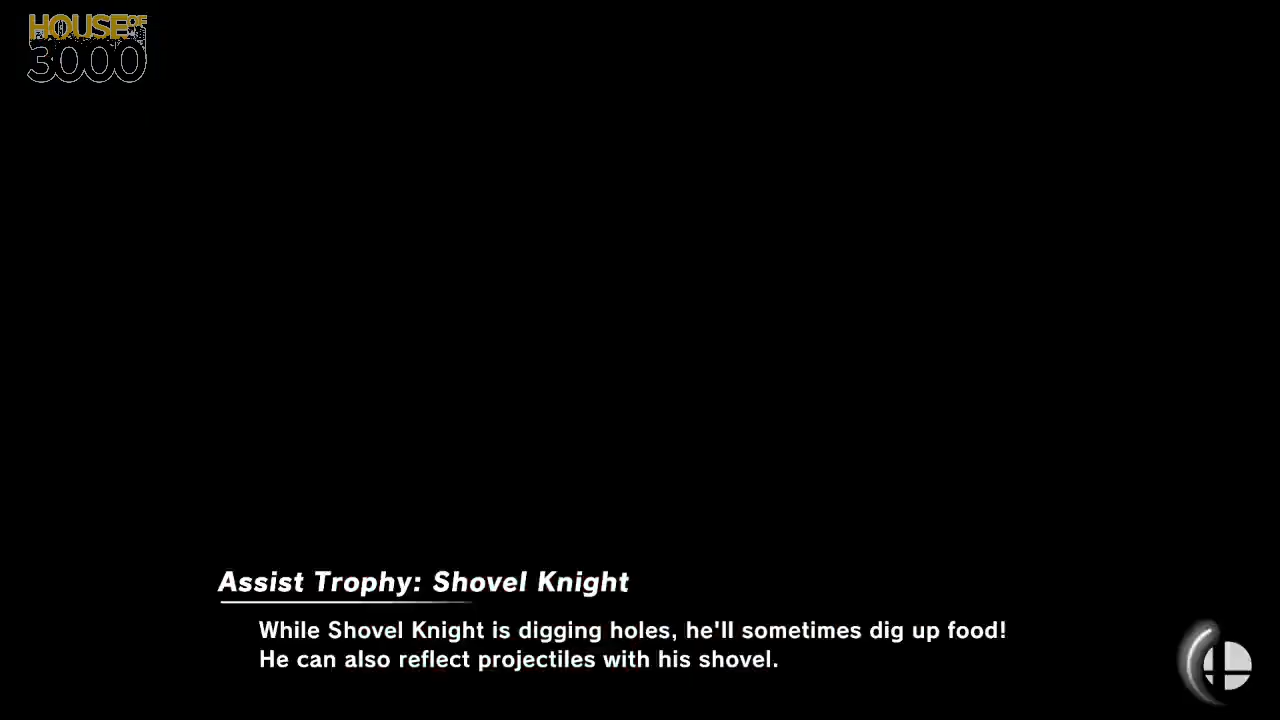 HOUSE OF
3000
Assist Trophy: Shovel Knight
While Shovel Knight is digging holes, he'll sometimes dig up food!
He can also reflect projectiles with his shovel.